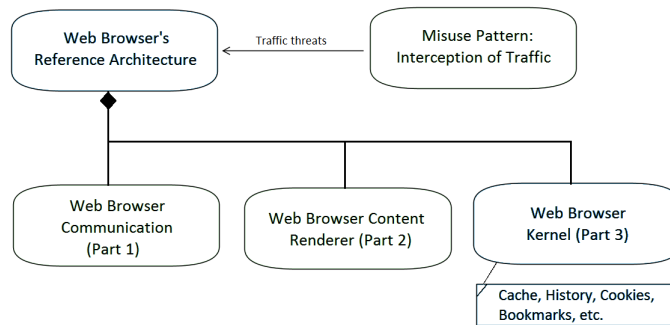 Web Browser's
Reference Architecture
Traffic threats
Misuse Pattern:
Interception of Traffic
Web Browser
Communication
(Part 1)
Web Browser Content
Renderer (Part 2)
Web Browser
Kernel (Part 3)
Cache, History, Cookies,
Bookmarks, etc.